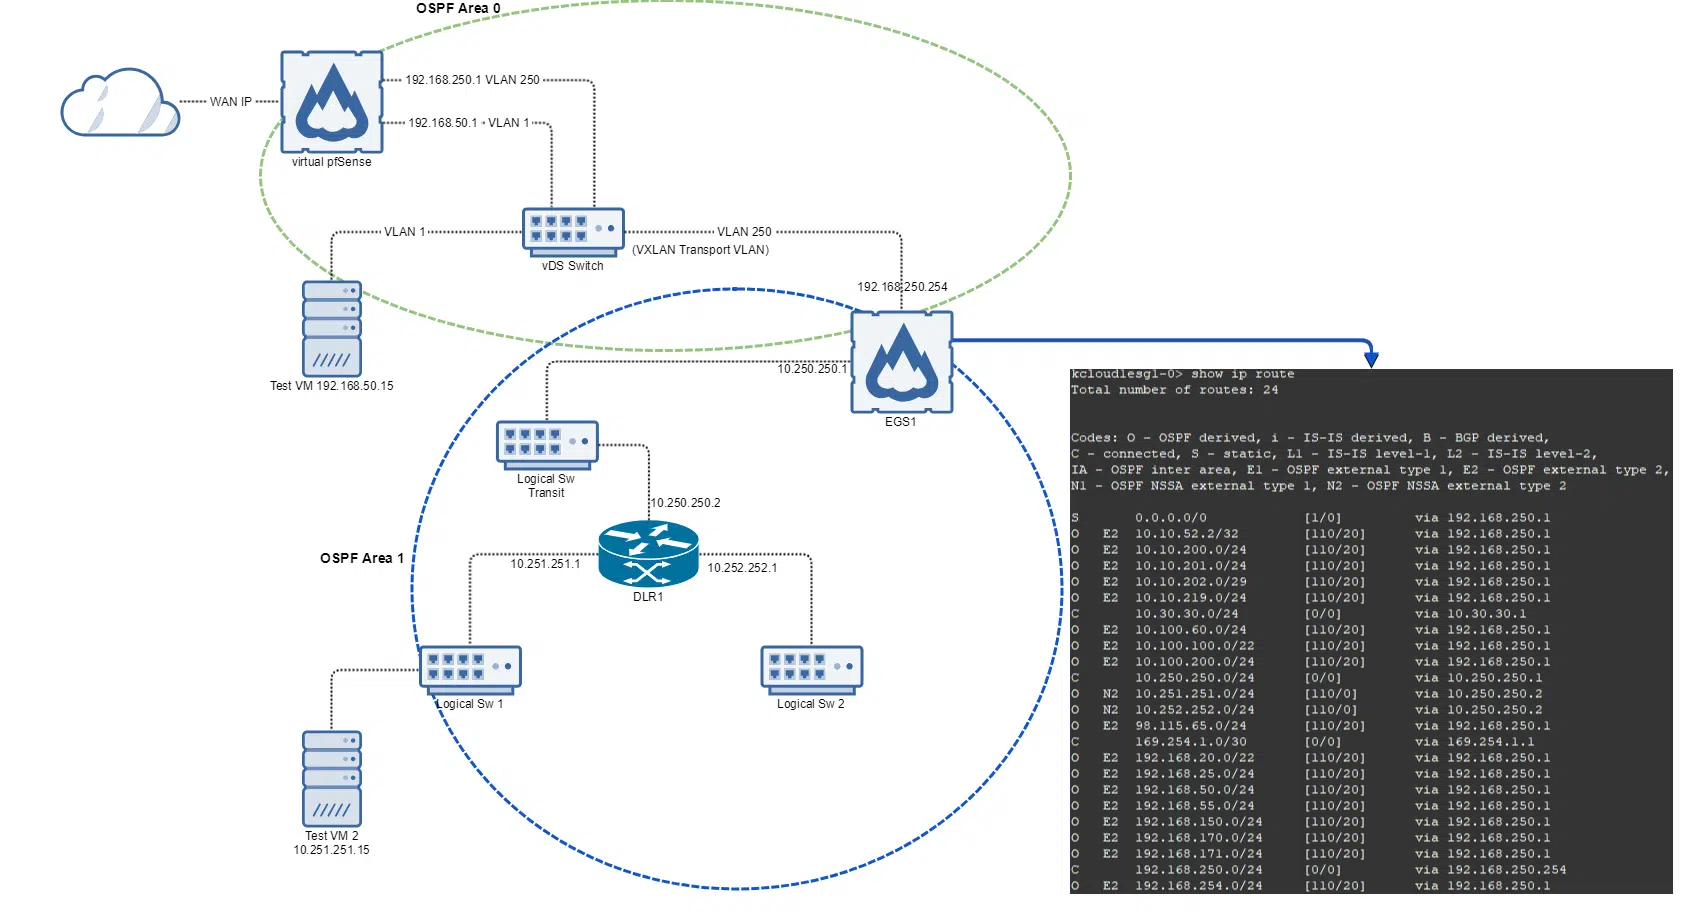 OSPF Area 0
WAN IP
192.168.250.1 VLAN 250
192.168.50.1 - VLAN 1
virtual pfSense
VLAN 1
VLAN 250
(VXLAN Transport VLAN)
vDS Switch
192.168.250.254
Test VM 192.168.50.15
10.250.250.1
EGS1
Logical Sw
Transit
10.250.250.2
OSPF Area 1
10.251.251.1
10.252.252.1
DLR1
Logical Sw 1
Logical Sw 2
Test VM 2
10.251.251.15
kcloudlesg1-0> show ip route
Total number of routes: 24
Codes: O - OSPF derived, i - IS-IS derived, B - BGP derived,
C - connected, S - static, L1 - IS-IS level-1, L2 - IS-IS level-2,
IA - OSPF inter area, E1 - OSPF external type 1, E2 - OSPF external type 2,
N1 - OSPF NSSA external type 1, N2 - OSPF NSSA external type 2
S 0.0.0.0/0 [1/0] via 192.168.250.1
O E2 10.10.52.2/32 [110/20] via 192.168.250.1
O E2 10.10.200.0/24 [110/20] via 192.168.250.1
O E2 10.10.201.0/24 [110/20] via 192.168.250.1
O E2 10.10.202.0/29 [110/20] via 192.168.250.1
O E2 10.10.219.0/24 [110/20] via 192.168.250.1
C 10.30.30.0/24 [0/0] via 10.30.30.1
O E2 10.100.60.0/24 [110/20] via 192.168.250.1
O E2 10.100.100.0/22 [110/20] via 192.168.250.1
O E2 10.100.200.0/24 [110/20] via 192.168.250.1
C 10.250.250.0/24 [0/0] via 10.250.250.1
O N2 10.251.251.0/24 [110/0] via 10.250.250.2
O N2 10.252.252.0/24 [110/0] via 10.250.250.2
O E2 98.115.65.0/24 [110/20] via 192.168.250.1
C 169.254.1.0/30 [0/0] via 169.254.1.1
O E2 192.168.20.0/22 [110/20] via 192.168.250.1
O E2 192.168.25.0/24 [110/20] via 192.168.250.1
O E2 192.168.50.0/24 [110/20] via 192.168.250.1
O E2 192.168.55.0/24 [110/20] via 192.168.250.1
O E2 192.168.150.0/24 [110/20] via 192.168.250.1
O E2 192.168.170.0/24 [110/20] via 192.168.250.1
O E2 192.168.171.0/24 [110/20] via 192.168.250.1
C 192.168.250.0/24 [0/0] via 192.168.250.254
O E2 192.168.254.0/24 [110/20] via 192.168.250.1